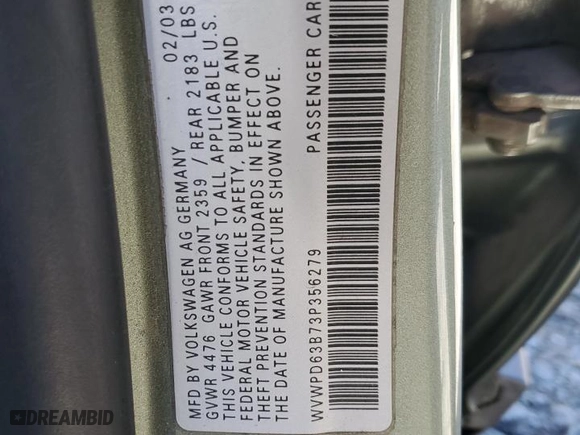 MFD BY VOLKSWAGEN AG GERMANY 02/03
GVWR 4476 GAWR FRONT 2359 / REAR 2183 LBS
THIS VEHICLE CONFORMS TO ALL APPLICABLE U.S.
FEDERAL MOTOR VEHICLE SAFETY, BUMPER AND
THEFT PREVENTION STANDARDS IN EFFECT ON
THE DATE OF MANUFACTURE SHOWN ABOVE.
WVWPD63B73P356279 PASSENGER CAR
DREAMBID